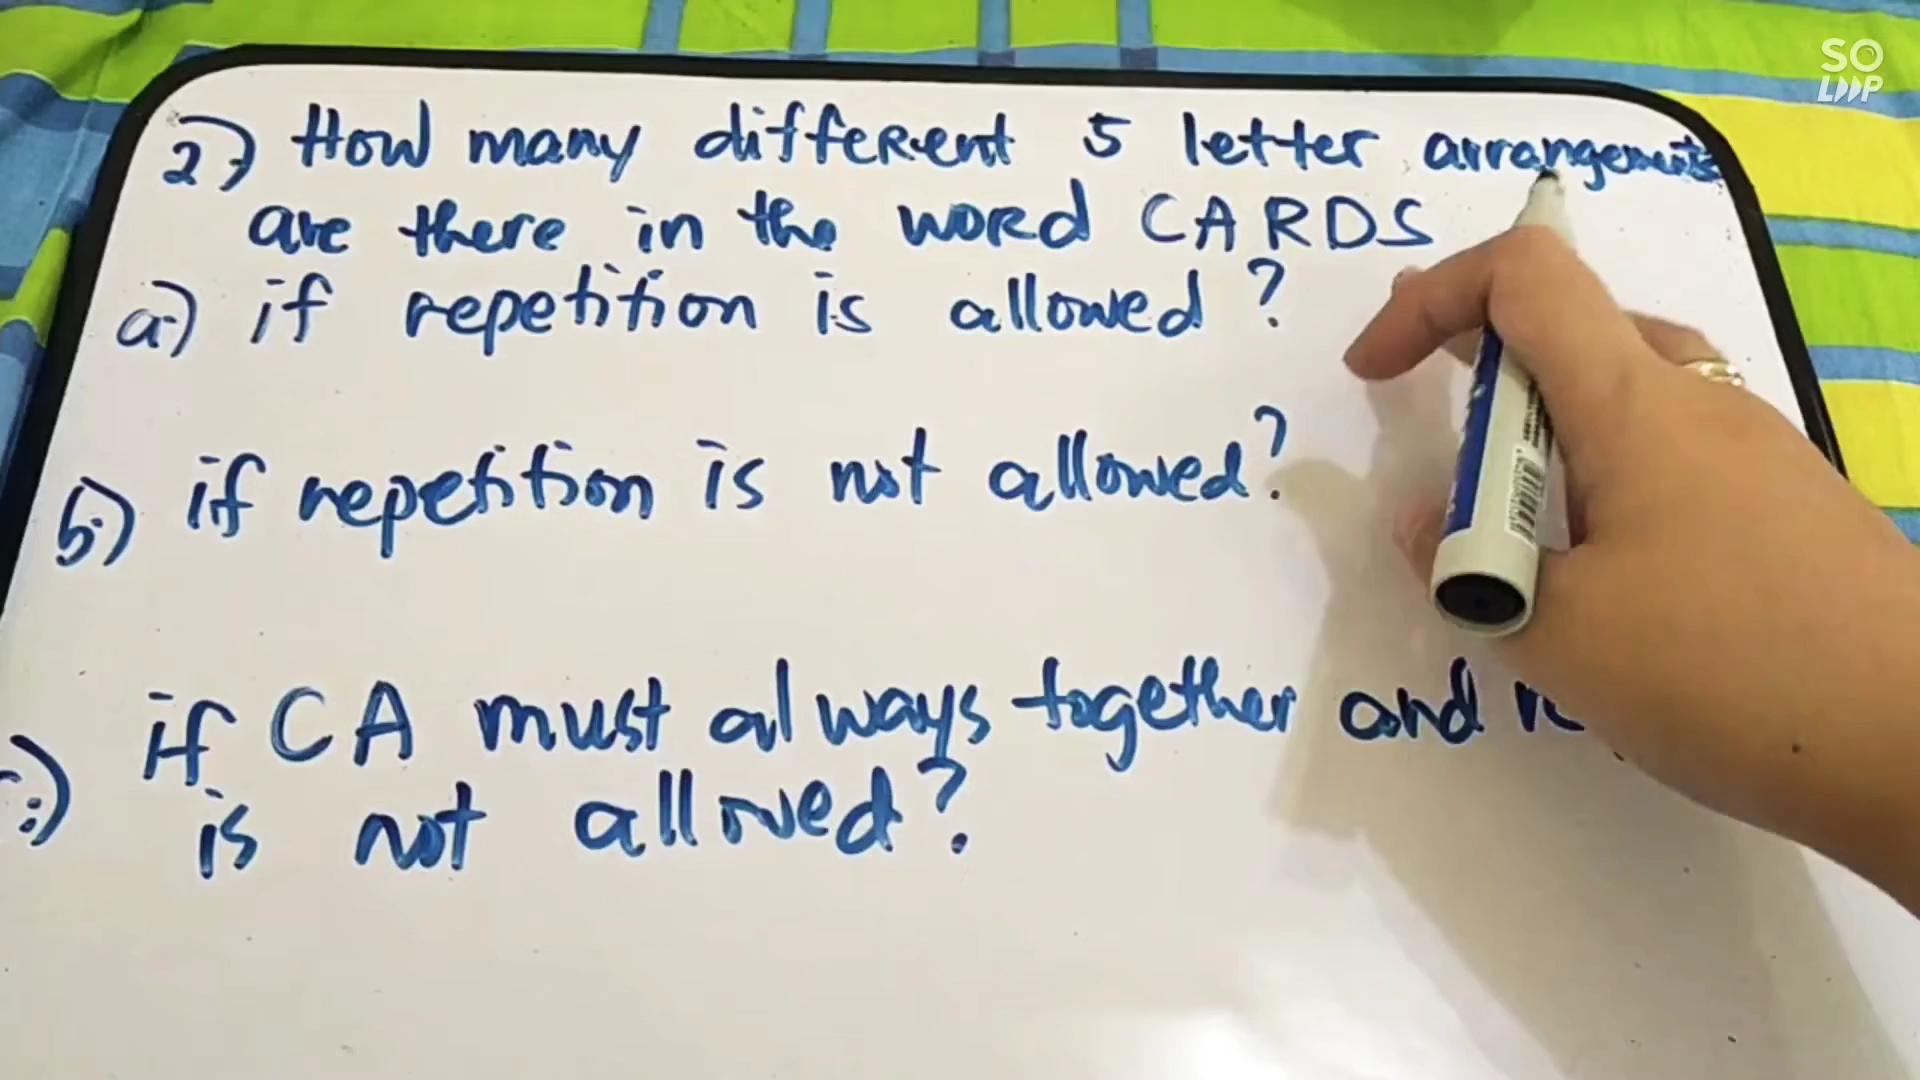 2.) How many different 5 letter arrangements
are there in the word CARDS
a.) if repetition is allowed?
b.) if repetition is not allowed?
if CA must always together and
is not allowed?
SO
LOOP